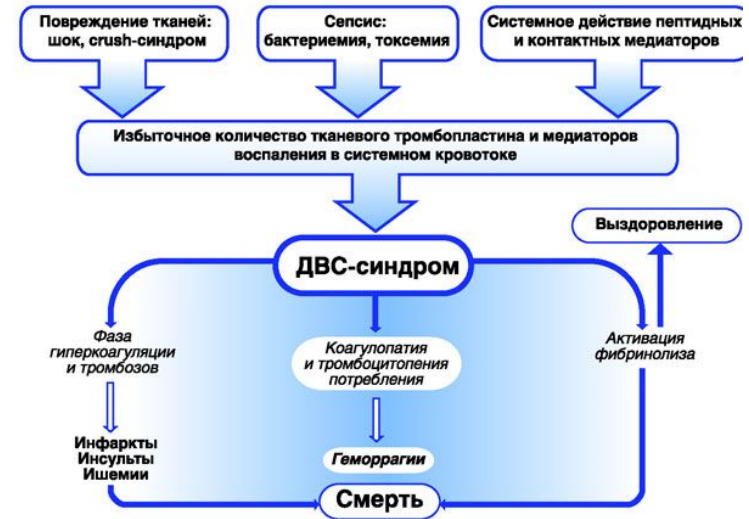 Повреждение тканей:
шок, crush-синдром
Сепсис:
бактериемия, токсемия
Системное действие пептидных
и контактных медиаторов
Избыточное количество тканевого тромбопластина и медиаторов
воспаления в системном кровотоке
Выздоровление
ДВС-синдром
Фаза
гиперкоагуляции
и тромбозов
Коагулопатия
и тромбоцитопения
потребления
Активация
фибринолиза
Инфаркты
Инсульты
Ишемии
Геморрагии
Смерть